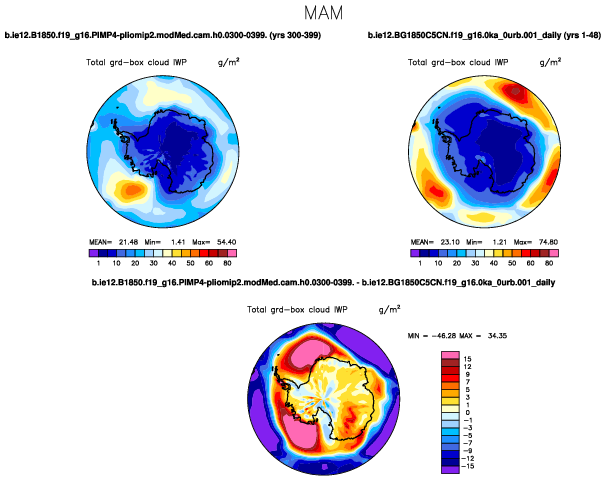 MAM
b.ie12.B1850.f19_g16.PIMP4-pliomip2.modMed.cam.h0.0300-0399. (yrs 300-399)
b.ie12.BG1850C5CN.f19_g16.0ka_0urb.001_daily (yrs 1-48)
Total grd-box cloud IWP g/m²
Total grd-box cloud IWP g/m²
MEAN= 21.48 Min= 1.41 Max= 54.40
MEAN= 23.10 Min= 1.21 Max= 74.80
1 10 20 30 40 50 60 80
1 10 20 30 40 50 60 80
b.ie12.B1850.f19_g16.PIMP4-pliomip2.modMed.cam.h0.0300-0399. - b.ie12.BG1850C5CN.f19_g16.0ka_0urb.001_daily
Total grd-box cloud IWP g/m²
MIN = -46.28 MAX = 34.35
15
12
9
7
5
3
1
0
-1
-3
-5
-7
-9
-12
-15